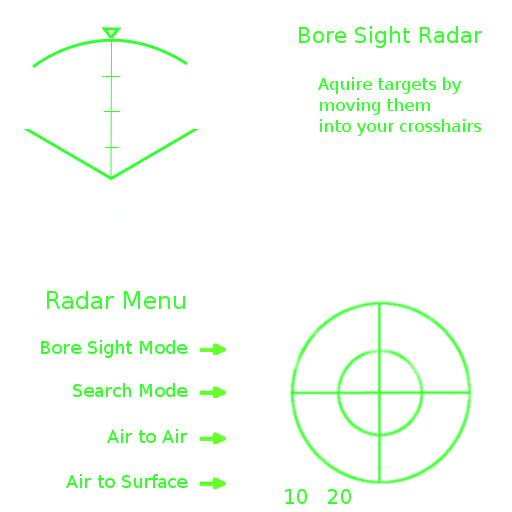 Bore Sight Radar
Aquire targets by
moving them
into your crosshairs
Radar Menu
Bore Sight Mode
Search Mode
Air to Air
Air to Surface
10 20